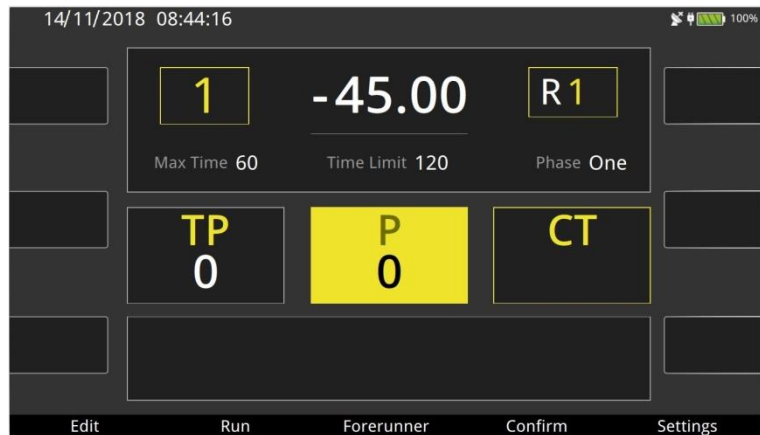 14/11/2018 08:44:16 100%
1 -45.00 R 1
Max Time 60 Time Limit 120 Phase One
TP P CT
0 0
Edit Run Forerunner Confirm Settings